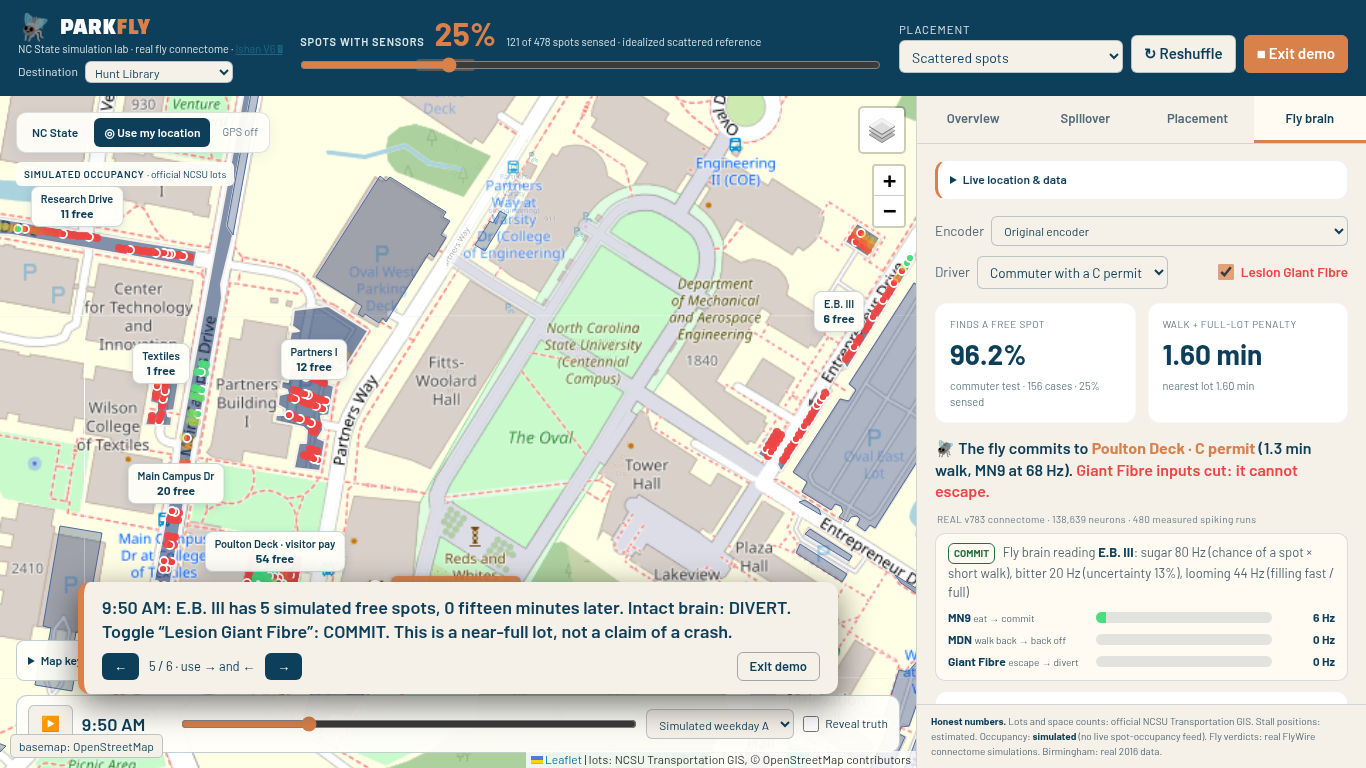 PARKFLY
NC State simulation lab · real fly connectome · Ishan V6
Destination
Hunt Library
SPOTS WITH SENSORS 25% 121 of 478 spots sensed · idealized scattered reference
PLACEMENT
Scattered spots
↻ Reshuffle
■ Exit demo
930
Venture
Deck
NC State
◎ Use my location
GPS off
SIMULATED OCCUPANCY · official NCSU lots
Research Drive
11 free
Engineering
II (COE)
Partners
Way at
Varsity
Dr (College
of Engineering)
Oval Dr
P
Oval West
Parking
Deck
P
P
Center
for Technology
and
Innovation
Department
of Mechanical
and Aerospace
Engineering
1840
E.B. III
6 free
Entrepreneur Drive
North Carolina
State University
(Centennial
Campus)
Textiles
1 free
Partners I
12 free
Fitts-
Woolard
Hall
Partners
Building
I
Partners Way
Wilson
College
of Textiles
The Oval
P
Oval East
Lot
Tower
Hall
Main Campus Dr
20 free
Main Campus
Dr at College
of Textiles
Poulton Deck · visitor pay
54 free
2410
Reds and
Whites
Plaza
Hall
Lakeview
Entrepreneur D
P
P
9:50 AM: E.B. III has 5 simulated free spots, 0 fifteen minutes later. Intact brain: DIVERT.
Toggle “Lesion Giant Fibre”: COMMIT. This is a near-full lot, not a claim of a crash.
← 5 / 6 · use → and ← →
Exit demo
▶ Map key
9:50 AM
Simulated weekday A
Reveal truth
basemap: OpenStreetMap
Picnic Area
Leaflet | lots: NCSU Transportation GIS, © OpenStreetMap contributors
Overview
Spillover
Placement
Fly brain
▶ Live location & data
Encoder
Original encoder
Driver
Commuter with a C permit
Lesion Giant Fibre
FINDS A FREE SPOT
96.2%
commuter test · 156 cases · 25%
sensed
WALK + FULL-LOT PENALTY
1.60 min
nearest lot 1.60 min
The fly commits to Poulton Deck · C permit (1.3 min
walk, MN9 at 68 Hz). Giant Fibre inputs cut: it cannot
escape.
REAL v783 connectome · 138,639 neurons · 480 measured spiking runs
COMMIT Fly brain reading E.B. III: sugar 80 Hz (chance of a spot ×
short walk), bitter 20 Hz (uncertainty 13%), looming 44 Hz (filling fast /
full)
MN9 eat → commit 6 Hz
MDN walk back → back off 0 Hz
Giant Fibre escape → divert 0 Hz
Honest numbers. Lots and space counts: official NCSU Transportation GIS. Stall positions:
estimated. Occupancy: simulated (no live spot-occupancy feed). Fly verdicts: real FlyWire
connectome simulations. Birmingham: real 2016 data.